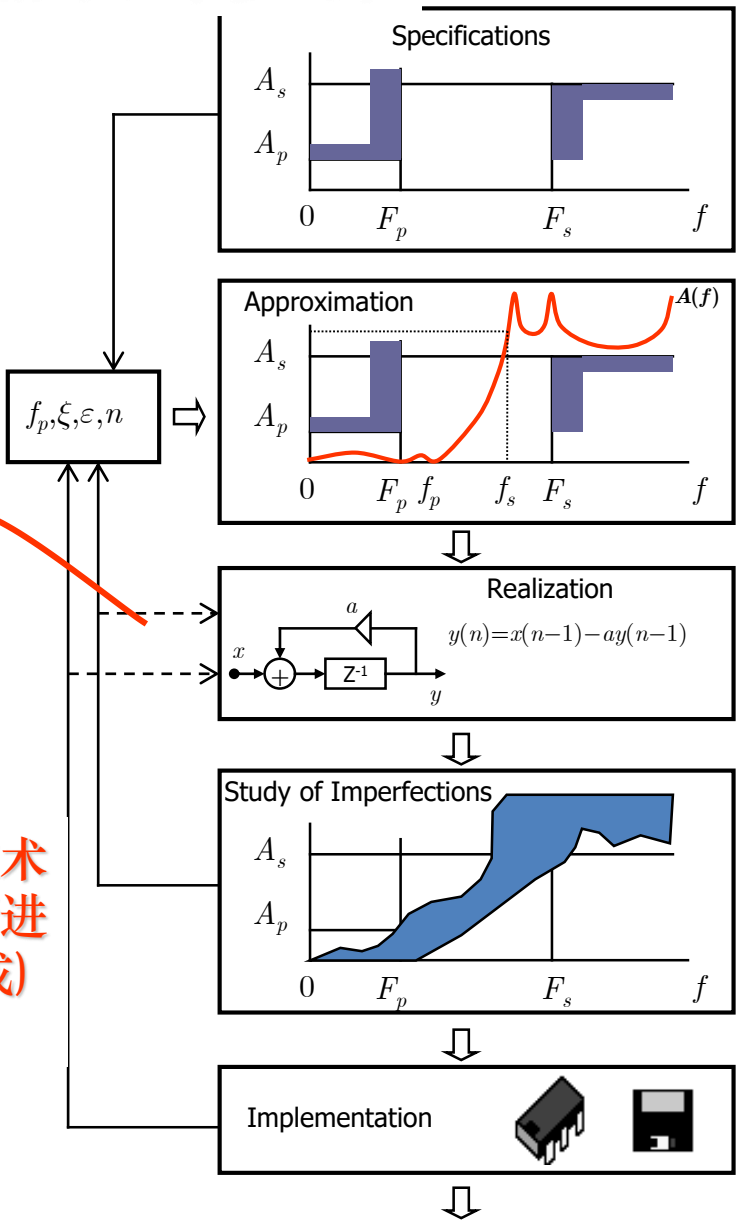 Specifications
A_s
A_p
0 F_p F_s f
Approximation
A(f)
A_s
A_p
0 F_p f_p f_s F_s f
f_p,ξ,ε,n
Realization
a
y(n)=x(n−1)−ay(n−1)
x
+
Z⁻¹
y
Study of Imperfections
A_s
A_p
0 F_p F_s f
术
进
Implementation